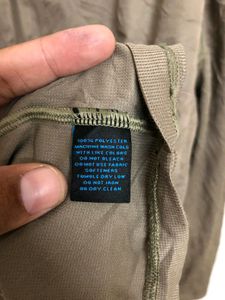 100% POLYESTER
MACHINE WASH COLD
WITH LIKE COLORS
DO NOT BLEACH
DO NOT USE FABRIC
SOFTENERS
TUMBLE DRY LOW
DO NOT IRON
NO DRY CLEAN